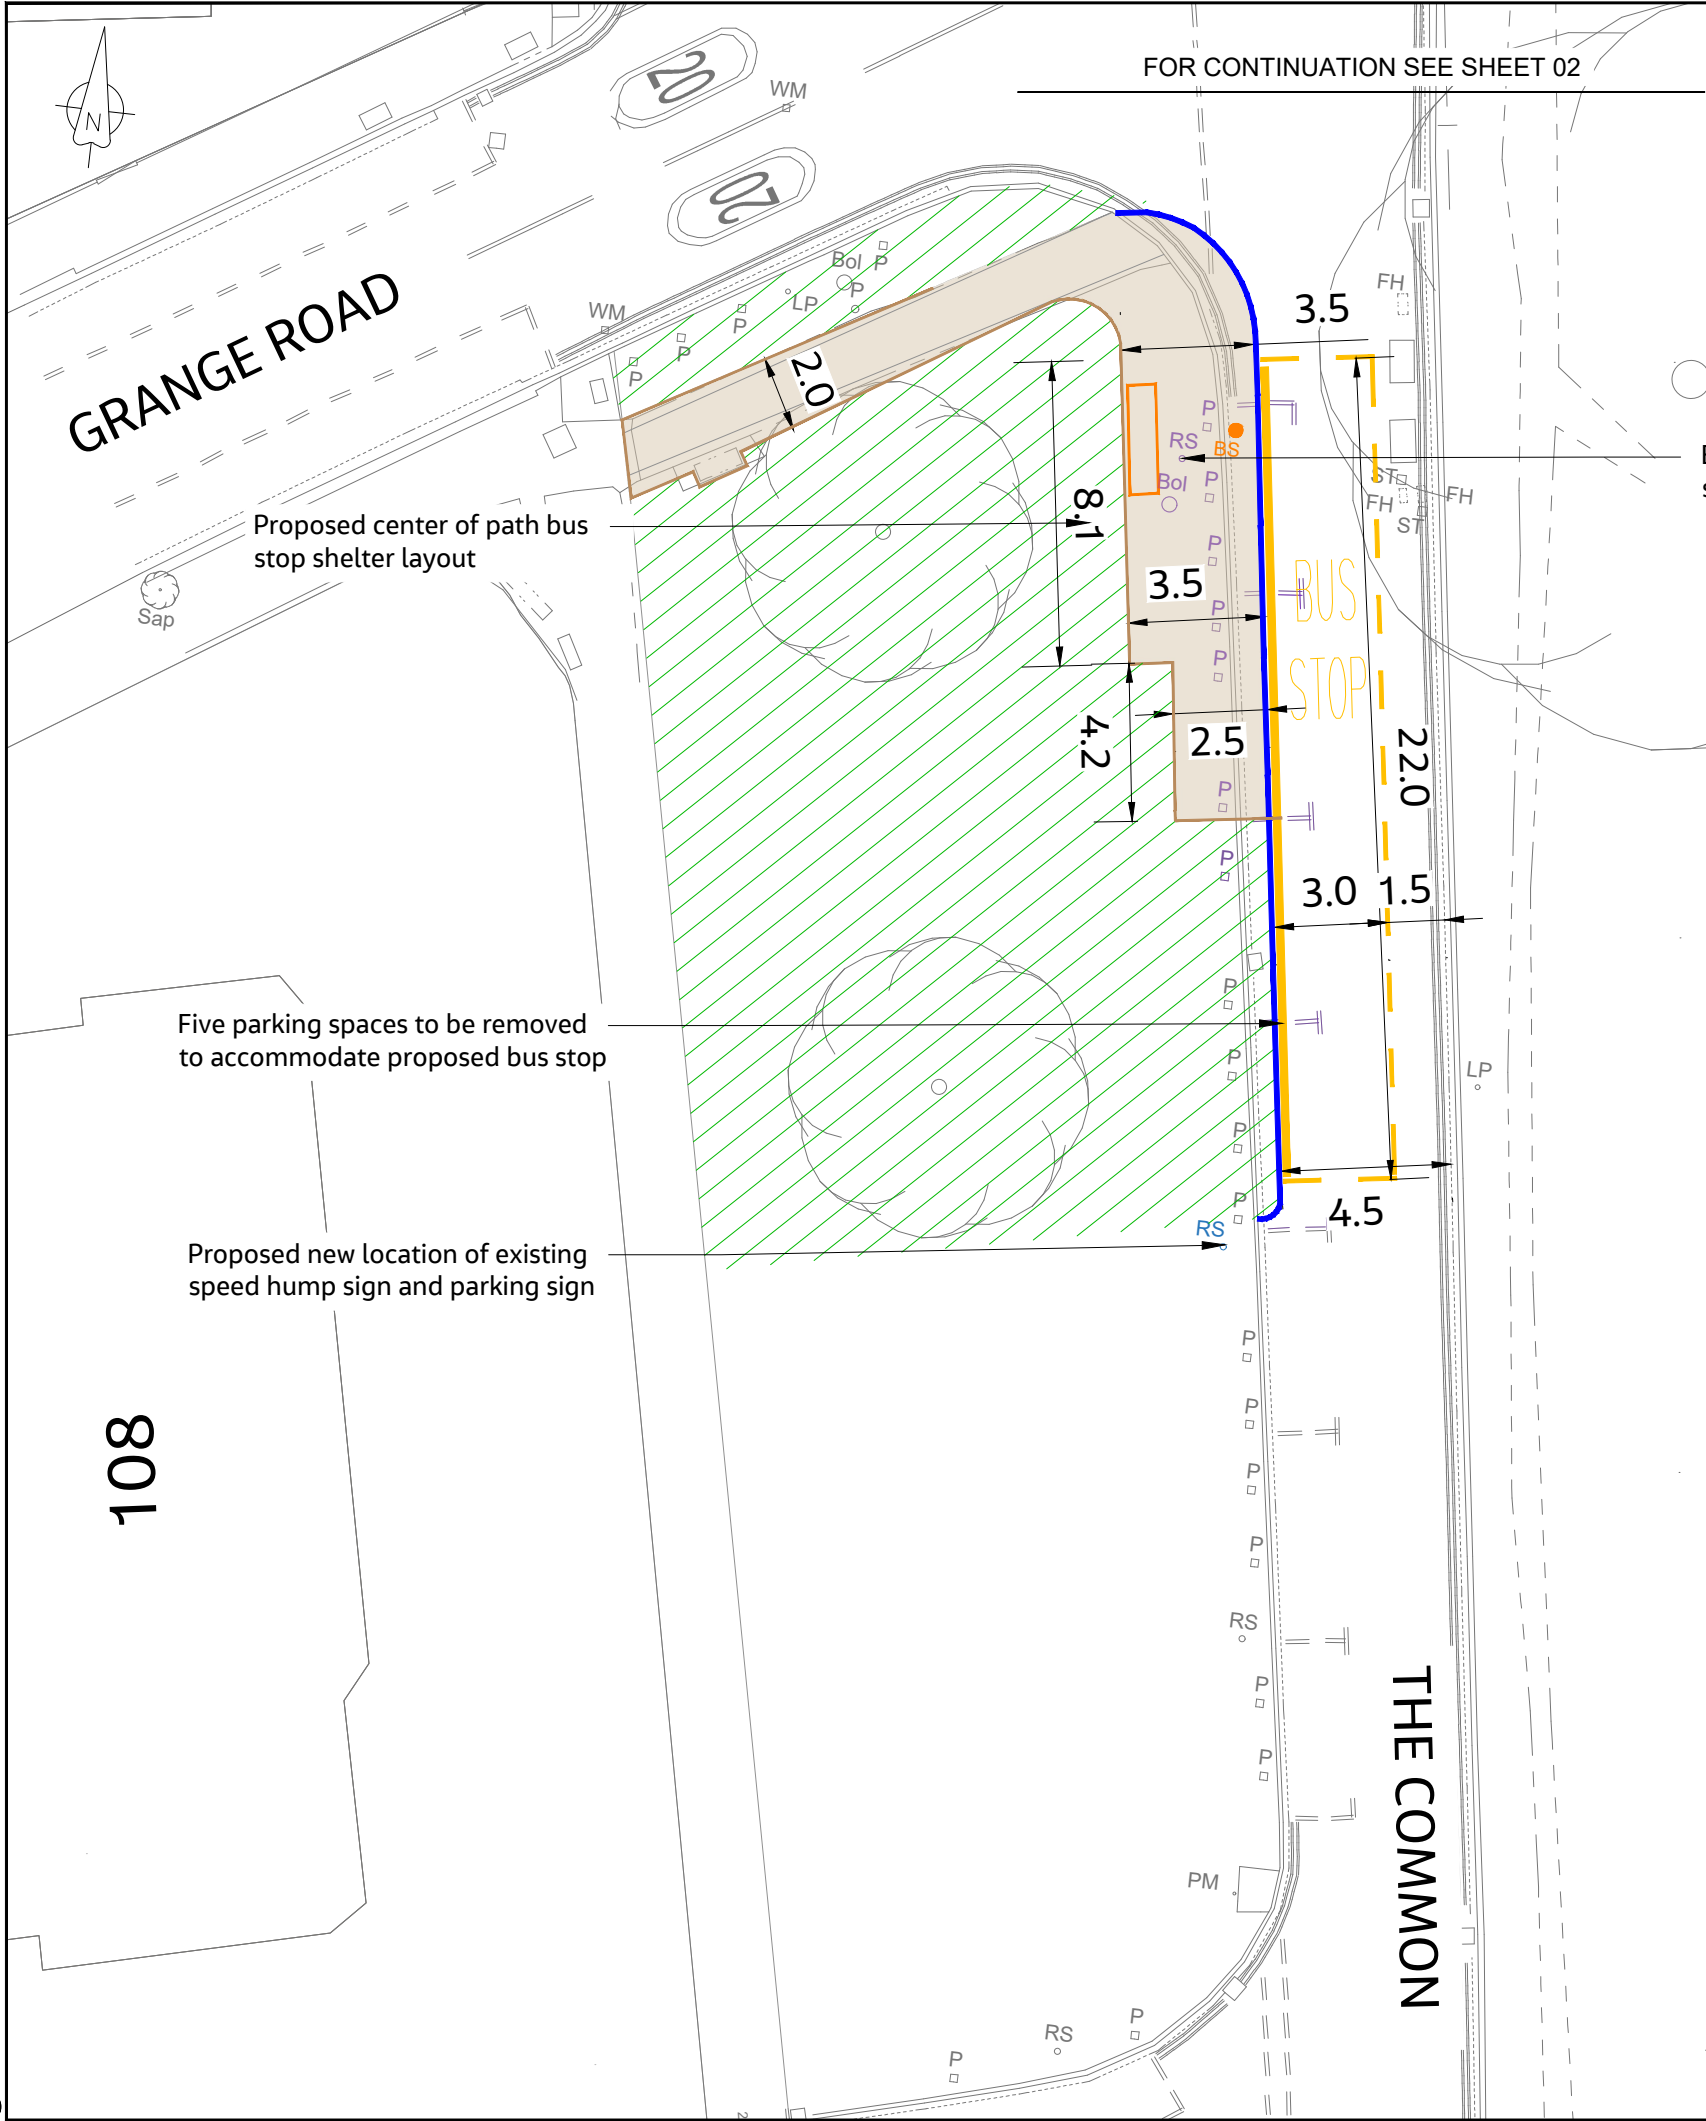 FOR CONTINUATION SEE SHEET 02
N
20
20
WM
WM
GRANGE ROAD
Bol
P
P
LP
P
P
P
2.0
3.5
FH
P
RS
BS
Bol
P
ST
FH
FH
ST
8.1
Proposed center of path bus
stop shelter layout
Sap
P
3.5
P
P
BUS
STOP
4.2
2.5
22.0
P
P
3.0
1.5
P
Five parking spaces to be removed
to accommodate proposed bus stop
P
LP
P
P
RS
4.5
Proposed new location of existing
speed hump sign and parking sign
P
P
108
P
P
RS
P
P
THE COMMON
PM
P
RS
P
2